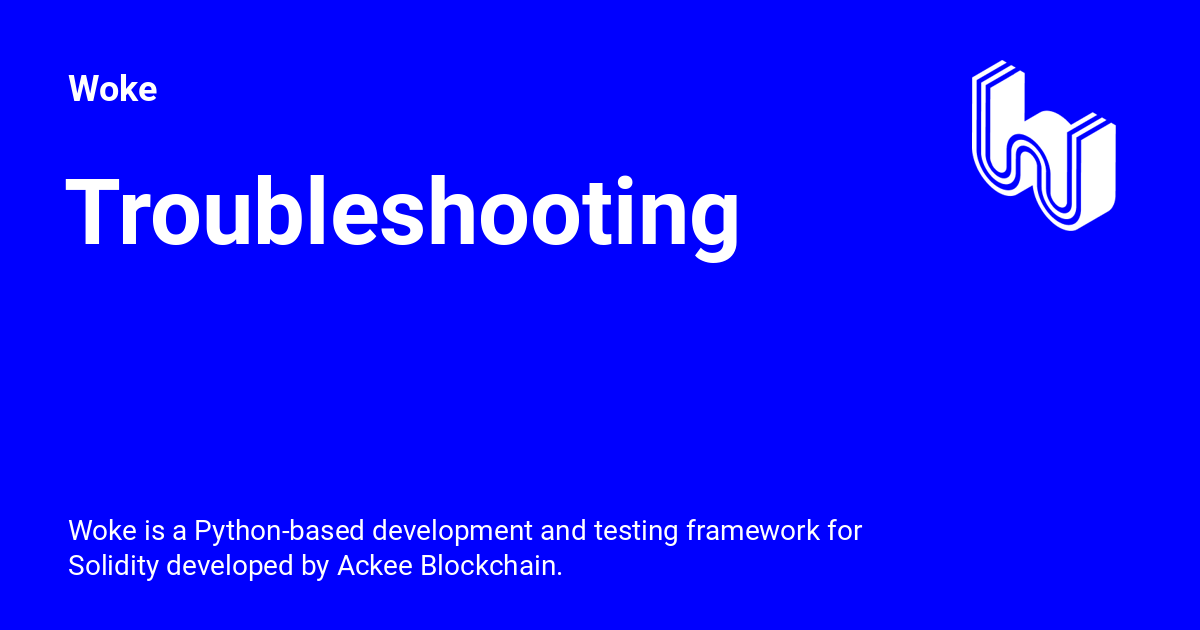 Woke
Troubleshooting
Woke is a Python-based development and testing framework for
Solidity developed by Ackee Blockchain.